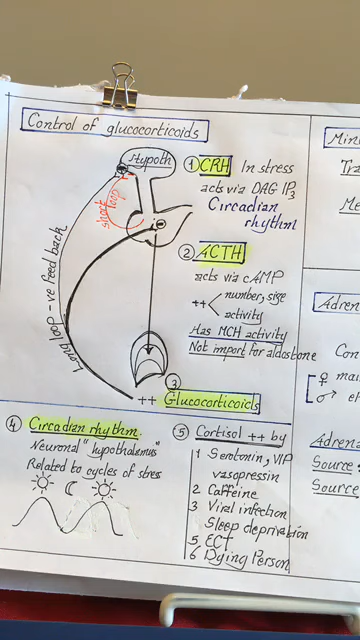 Control of glucocorticoids
Hypoth
short
loop
Long loop -ve feed back
1 CRH In stress
acts via DAG IP3
Circadian
rhythm
2 ACTH
acts via cAMP
++ < number, size
activity
Has MCH activity
Not import for aldostone
3
++ Glucocorticoids
4 Circadian rhythm.
Neuronal "hypothalamus"
Related to cycles of stress
5 Cortisol ++ by
1 Serotonin, VIP
vasopressin
2 Caffeine
3 Viral infection
Sleep deprivation
5 ECT
6 Dying Person
Min
Tra
Me
Adren
Con
♀ ma
♂→ e
Adrena
Source
Source